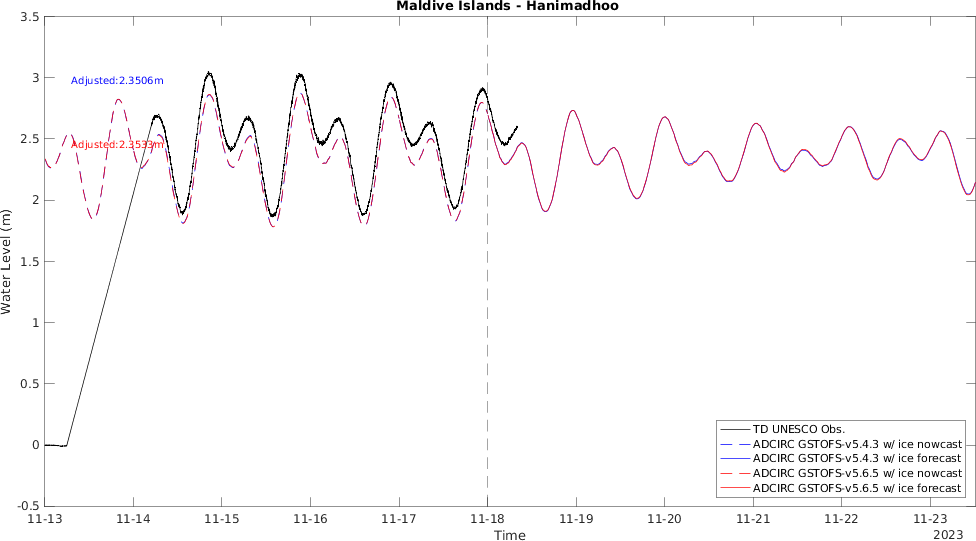 Maldive Islands - Hanimadhoo
3.5
3
2.5
2
1.5
1
0.5
0
-0.5
Water Level (m)
Adjusted:2.3506m
Adjusted:2.3533m
TD UNESCO Obs.
ADCIRC GSTOFS-v5.4.3 w/ ice nowcast
ADCIRC GSTOFS-v5.4.3 w/ ice forecast
ADCIRC GSTOFS-v5.6.5 w/ ice nowcast
ADCIRC GSTOFS-v5.6.5 w/ ice forecast
11-13 11-14 11-15 11-16 11-17 11-18 11-19 11-20 11-21 11-22 11-23
Time
2023